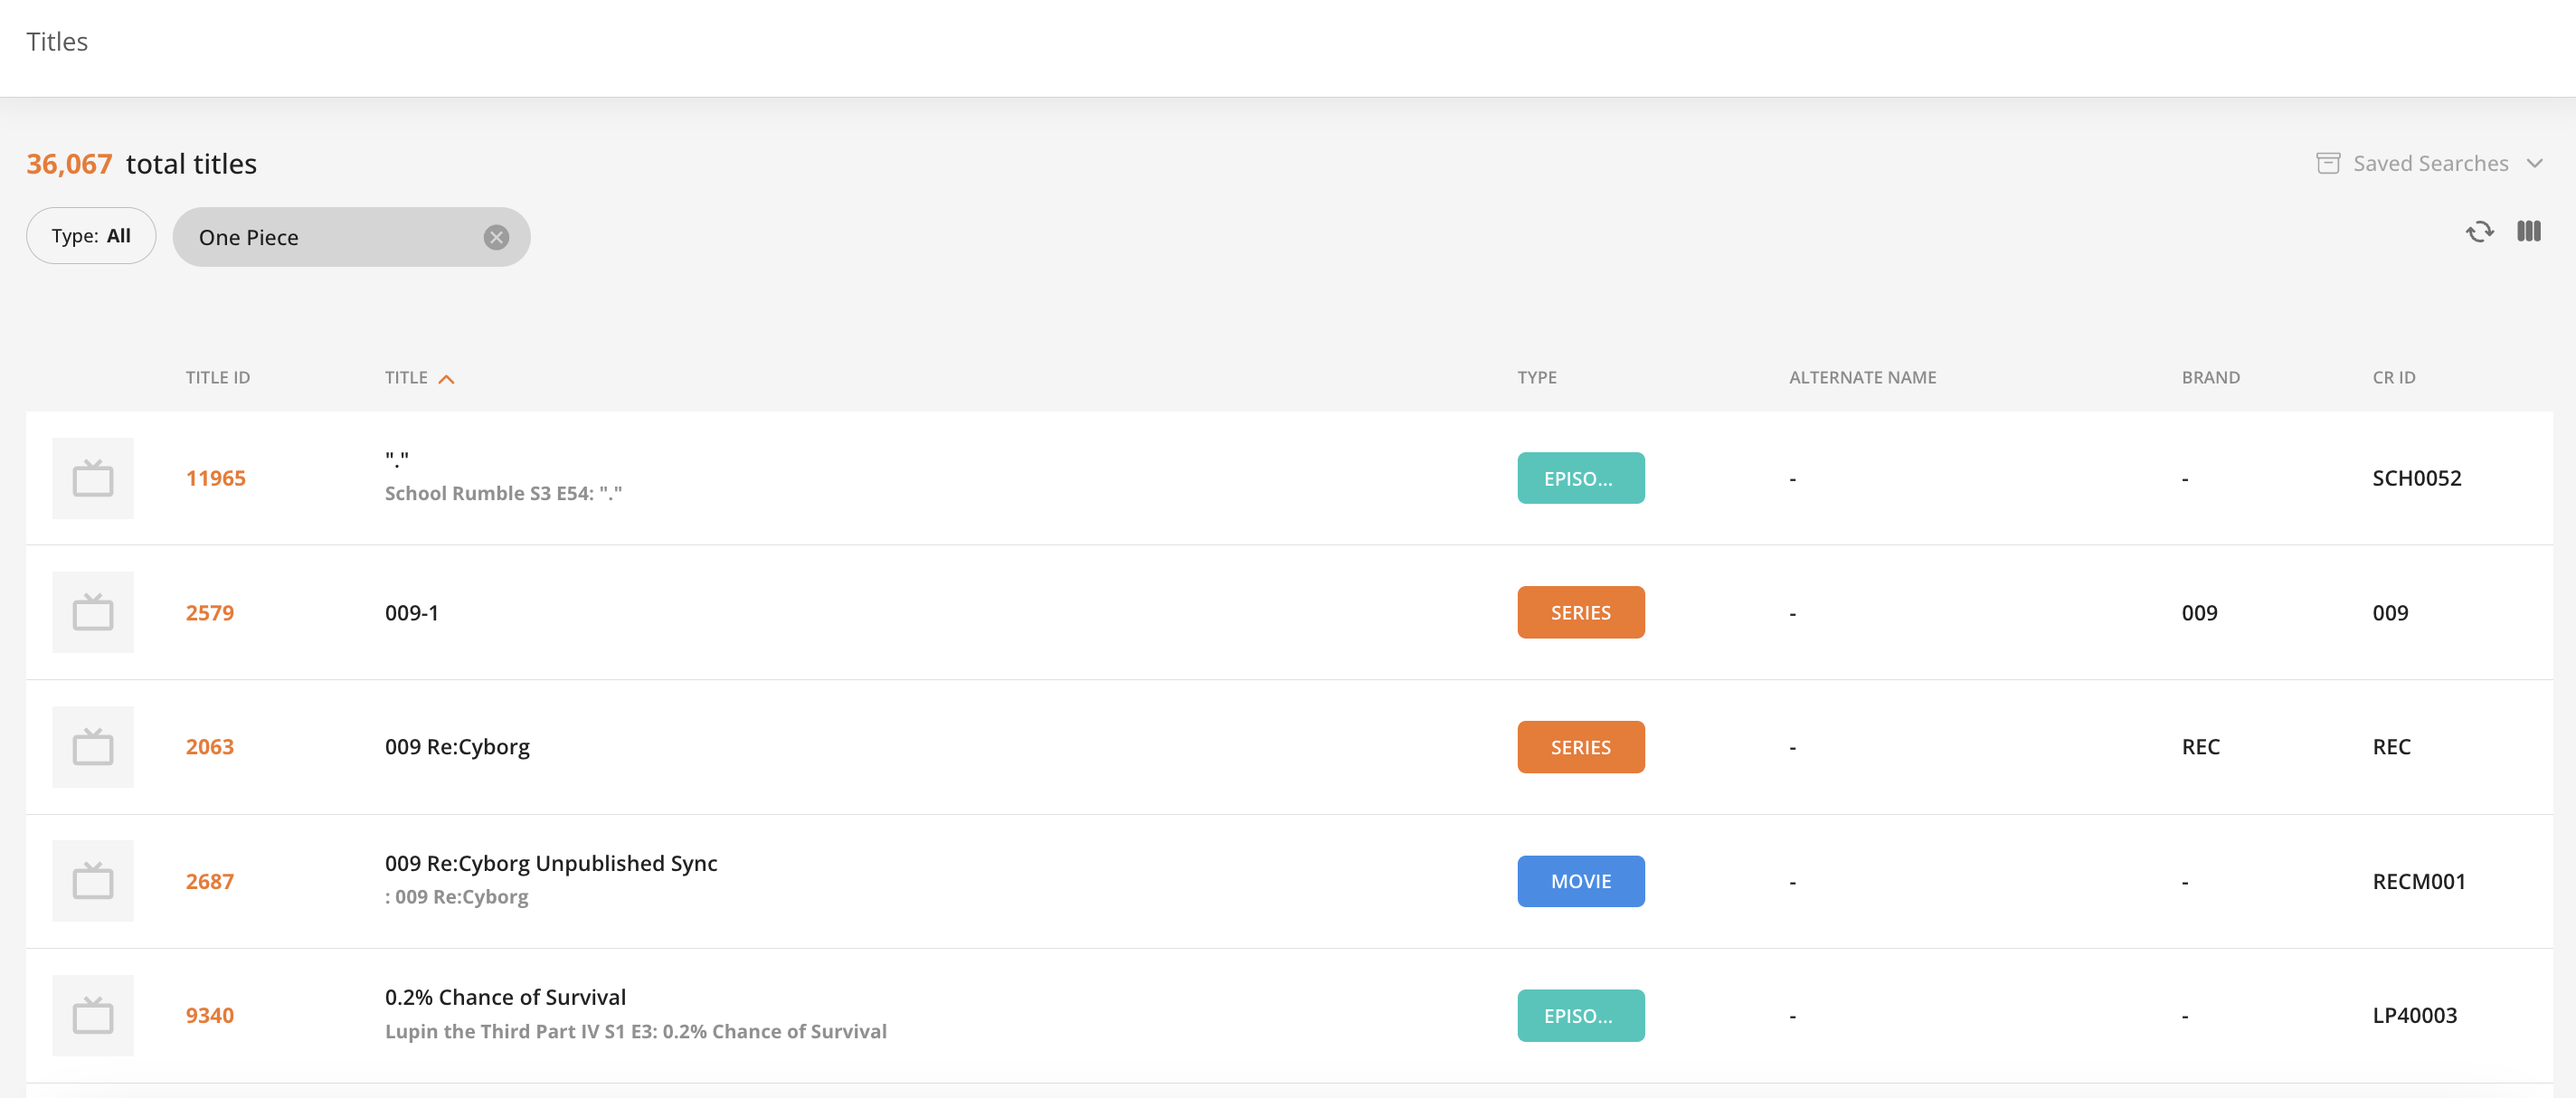 Titles
36,067 total titles
Saved Searches
Type: All
One Piece
TITLE ID TITLE TYPE ALTERNATE NAME BRAND CR ID
11965 "." EPISO... - - SCH0052
School Rumble S3 E54: "."
2579 009-1 SERIES - 009 009
2063 009 Re:Cyborg SERIES - REC REC
2687 009 Re:Cyborg Unpublished Sync MOVIE - - RECM001
: 009 Re:Cyborg
9340 0.2% Chance of Survival EPISO... - - LP40003
Lupin the Third Part IV S1 E3: 0.2% Chance of Survival